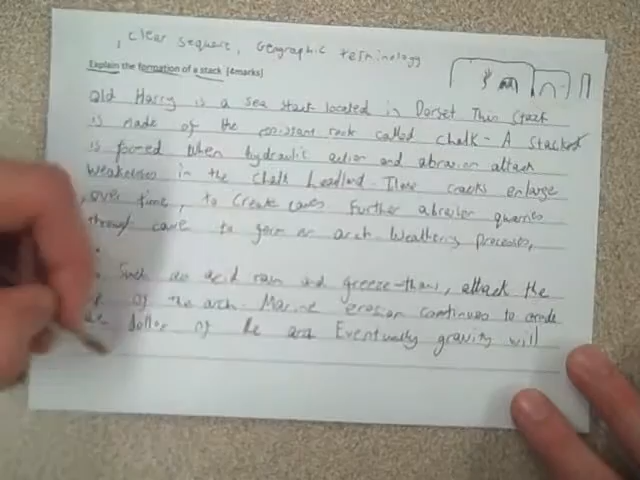 , clear sequence, Geographic terminology
Explain the formation of a stack [4marks]
Old Harry is a sea stack located in Dorset This stack
is made of the resistant rock called chalk - A stacked
is formed when hydraulic action and abrasion attack
weaknesses in the chalk headland. These cracks enlarge
, over time, to create caves Further abrasion
through cave to form an arch. Weathering processes,
Such as acid rain and freeze-thaw, attack the
of the arch. Marine erosion continues to erode
of the Eventually gravity will